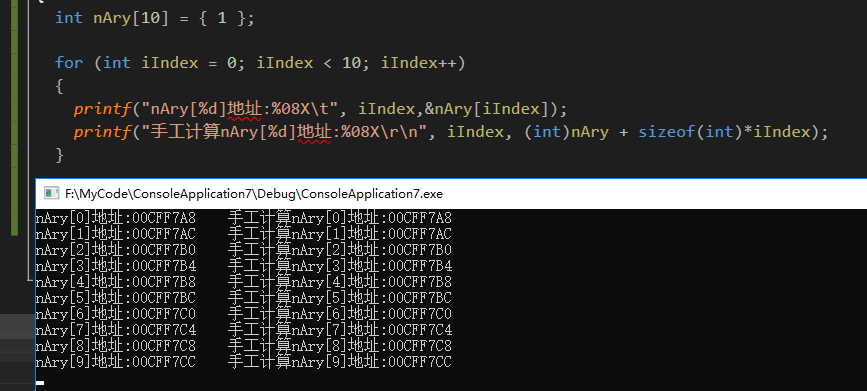 int nAry[10] = { 1 };
for (int iIndex = 0; iIndex < 10; iIndex++)
{
printf("nAry[%d]地址:%08X\t", iIndex,&nAry[iIndex]);
printf("手工计算nAry[%d]地址:%08X\r\n", iIndex, (int)nAry + sizeof(int)*iIndex);
}
F:\MyCode\ConsoleApplication7\Debug\ConsoleApplication7.exe
nAry[0]地址:00CFF7A8 手工计算nAry[0]地址:00CFF7A8
nAry[1]地址:00CFF7AC 手工计算nAry[1]地址:00CFF7AC
nAry[2]地址:00CFF7B0 手工计算nAry[2]地址:00CFF7B0
nAry[3]地址:00CFF7B4 手工计算nAry[3]地址:00CFF7B4
nAry[4]地址:00CFF7B8 手工计算nAry[4]地址:00CFF7B8
nAry[5]地址:00CFF7BC 手工计算nAry[5]地址:00CFF7BC
nAry[6]地址:00CFF7C0 手工计算nAry[6]地址:00CFF7C0
nAry[7]地址:00CFF7C4 手工计算nAry[7]地址:00CFF7C4
nAry[8]地址:00CFF7C8 手工计算nAry[8]地址:00CFF7C8
nAry[9]地址:00CFF7CC 手工计算nAry[9]地址:00CFF7CC